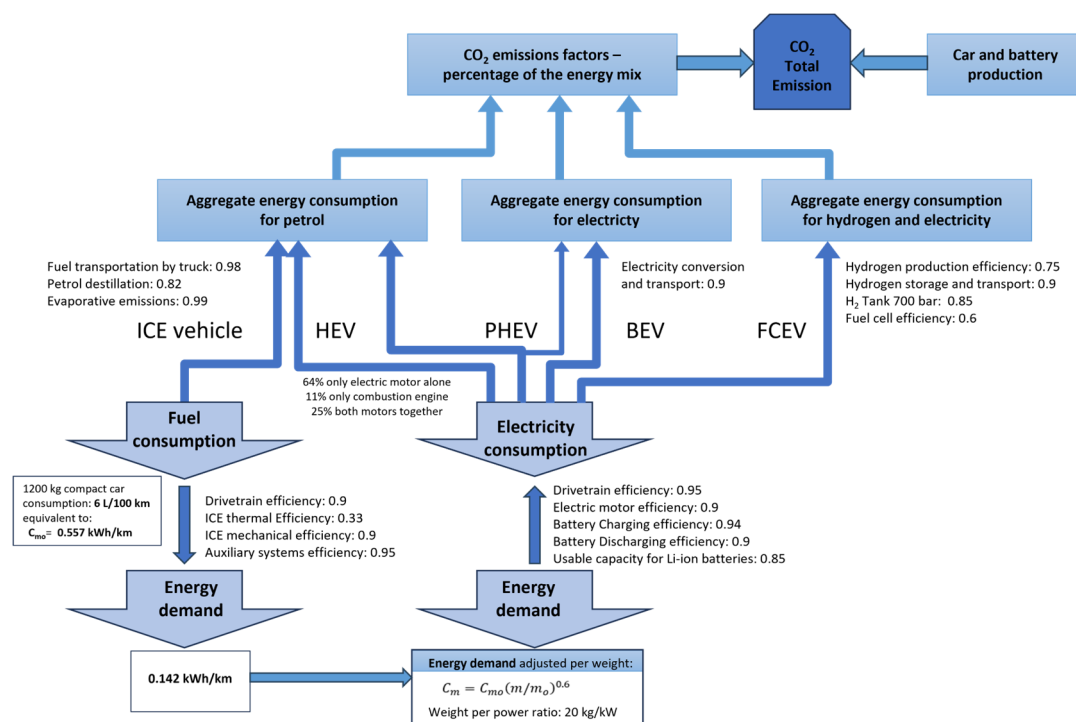 CO₂ emissions factors –
percentage of the energy mix
CO₂
Total
Emission
Car and battery
production
Aggregate energy consumption
for petrol
Aggregate energy consumption
for electricty
Aggregate energy consumption
for hydrogen and electricity
Fuel transportation by truck: 0.98
Petrol destillation: 0.82
Evaporative emissions: 0.99
Electricity conversion
and transport: 0.9
Hydrogen production efficiency: 0.75
Hydrogen storage and transport: 0.9
H₂ Tank 700 bar: 0.85
Fuel cell efficiency: 0.6
ICE vehicle
HEV
PHEV
BEV
FCEV
64% only electric motor alone
11% only combustion engine
25% both motors together
Fuel
consumption
Electricity
consumption
1200 kg compact car
consumption: 6 L/100 km
equivalent to:
Cₘₒ= 0.557 kWh/km
Drivetrain efficiency: 0.9
ICE thermal Efficiency: 0.33
ICE mechanical efficiency: 0.9
Auxiliary systems efficiency: 0.95
Drivetrain efficiency: 0.95
Electric motor efficiency: 0.9
Battery Charging efficiency: 0.94
Battery Discharging efficiency: 0.9
Usable capacity for Li-ion batteries: 0.85
Energy
demand
Energy
demand
0.142 kWh/km
Energy demand adjusted per weight:
Cₘ = Cₘₒ(m/mₒ)⁰·⁶
Weight per power ratio: 20 kg/kW